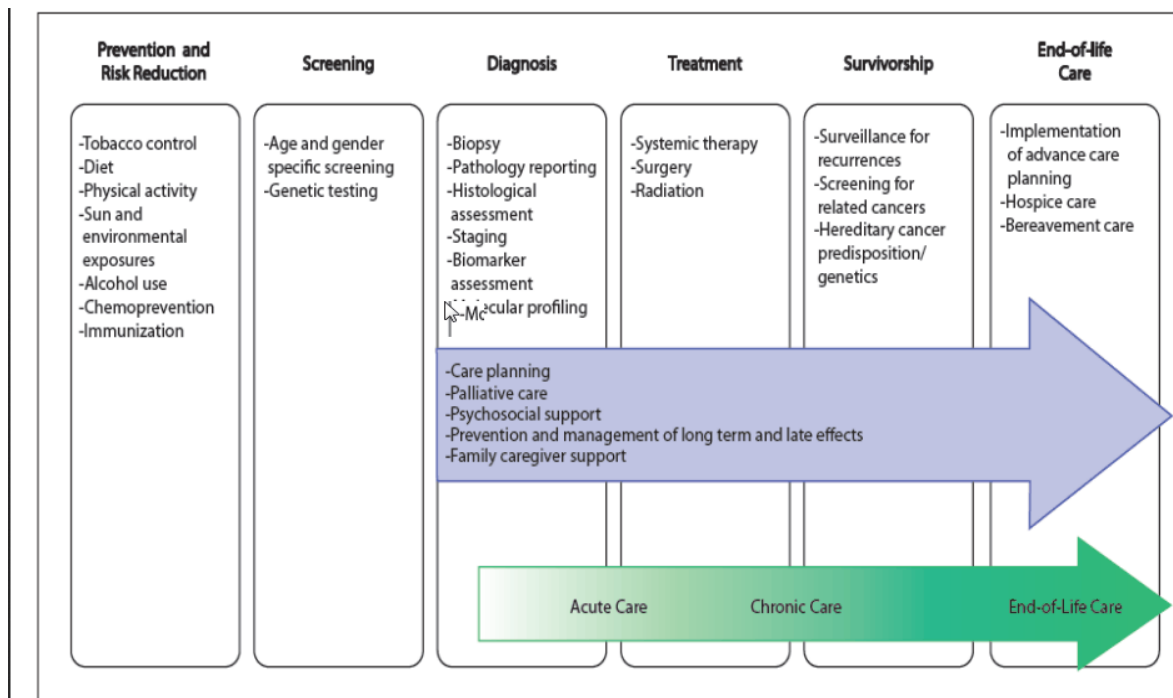 Prevention and
Risk Reduction
Screening
Diagnosis
Treatment
Survivorship
End-of-life
Care
-Tobacco control
-Diet
-Physical activity
-Sun and
environmental
exposures
-Alcohol use
-Chemoprevention
-Immunization
-Age and gender
specific screening
-Genetic testing
-Biopsy
-Pathology reporting
-Histological
assessment
-Staging
-Biomarker
assessment
-Molecular profiling
-Systemic therapy
-Surgery
-Radiation
-Surveillance for
recurrences
-Screening for
related cancers
-Hereditary cancer
predisposition/
genetics
-Implementation
of advance care
planning
-Hospice care
-Bereavement care
-Care planning
-Palliative care
-Psychosocial support
-Prevention and management of long term and late effects
-Family caregiver support
Acute Care
Chronic Care
End-of-Life Care